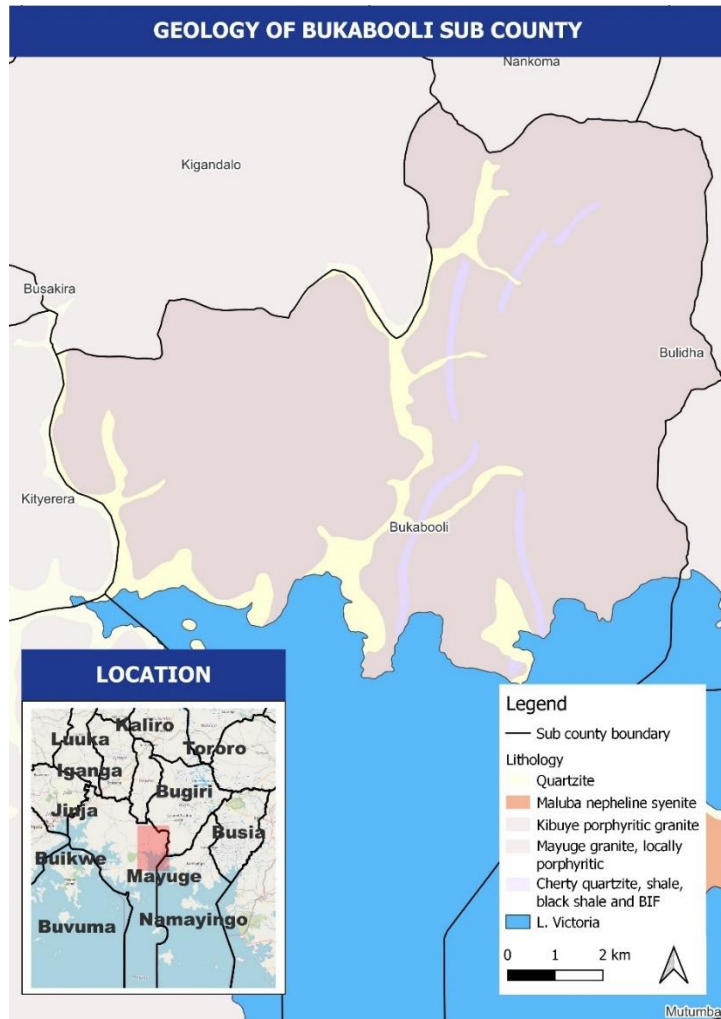 GEOLOGY OF BUKABOOLI SUB COUNTY
Nankoma
Kigandalo
Busakira
Bulidha
Kityerera
Bukabooli
LOCATION
Kaliro
Luuka
Tororo
Iganga
Bugiri
Jinja
Busia
Buikwe
Mayuge
Buvuma
Namayingo
Legend
Sub county boundary
Lithology
Quartzite
Maluba nepheline syenite
Kibuye porphyritic granite
Mayuge granite, locally
porphyritic
Cherty quartzite, shale,
black shale and BIF
L. Victoria
0 1 2 km
Mutumba